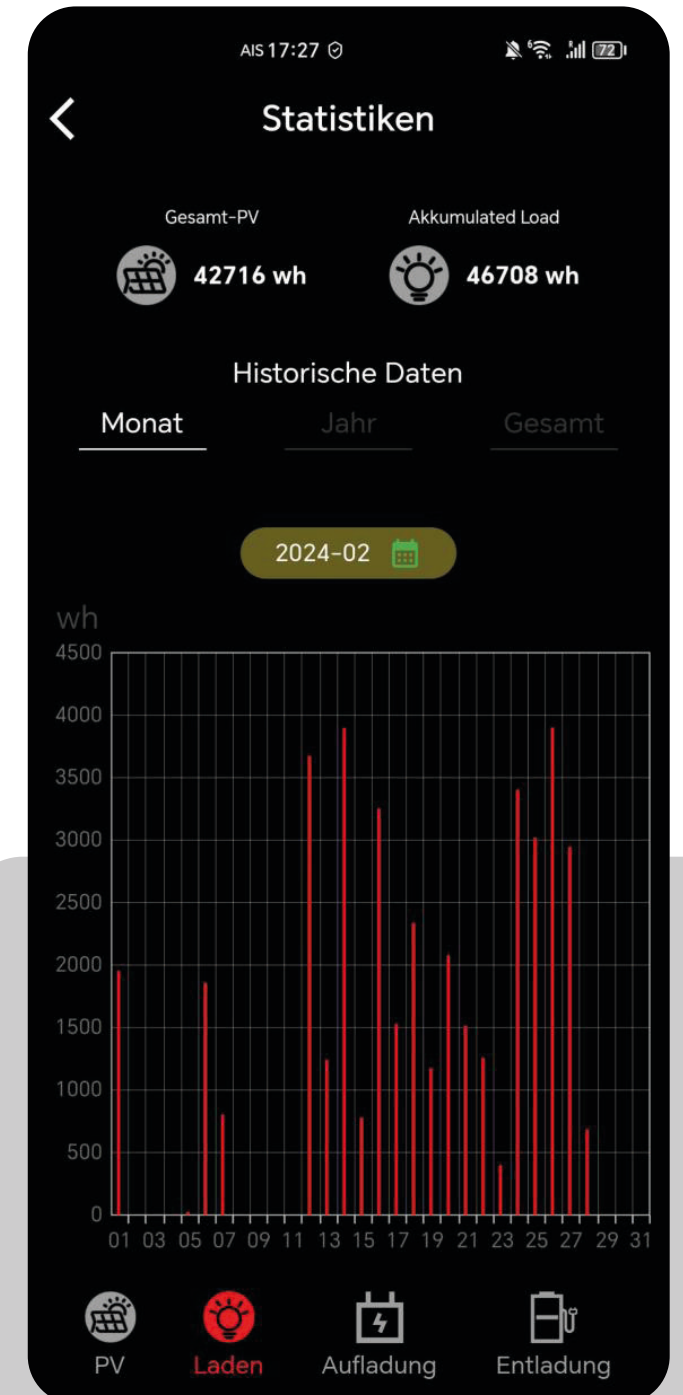 AIS 17:27 6 72
Statistiken
Gesamt-PV Akkumulated Load
42716 wh 46708 wh
Historische Daten
Monat Jahr Gesamt
2024-02
wh
4500
4000
3500
3000
2500
2000
1500
1000
500
0
01 03 05 07 09 11 13 15 17 19 21 23 25 27 29 31
PV Laden Aufladung Entladung